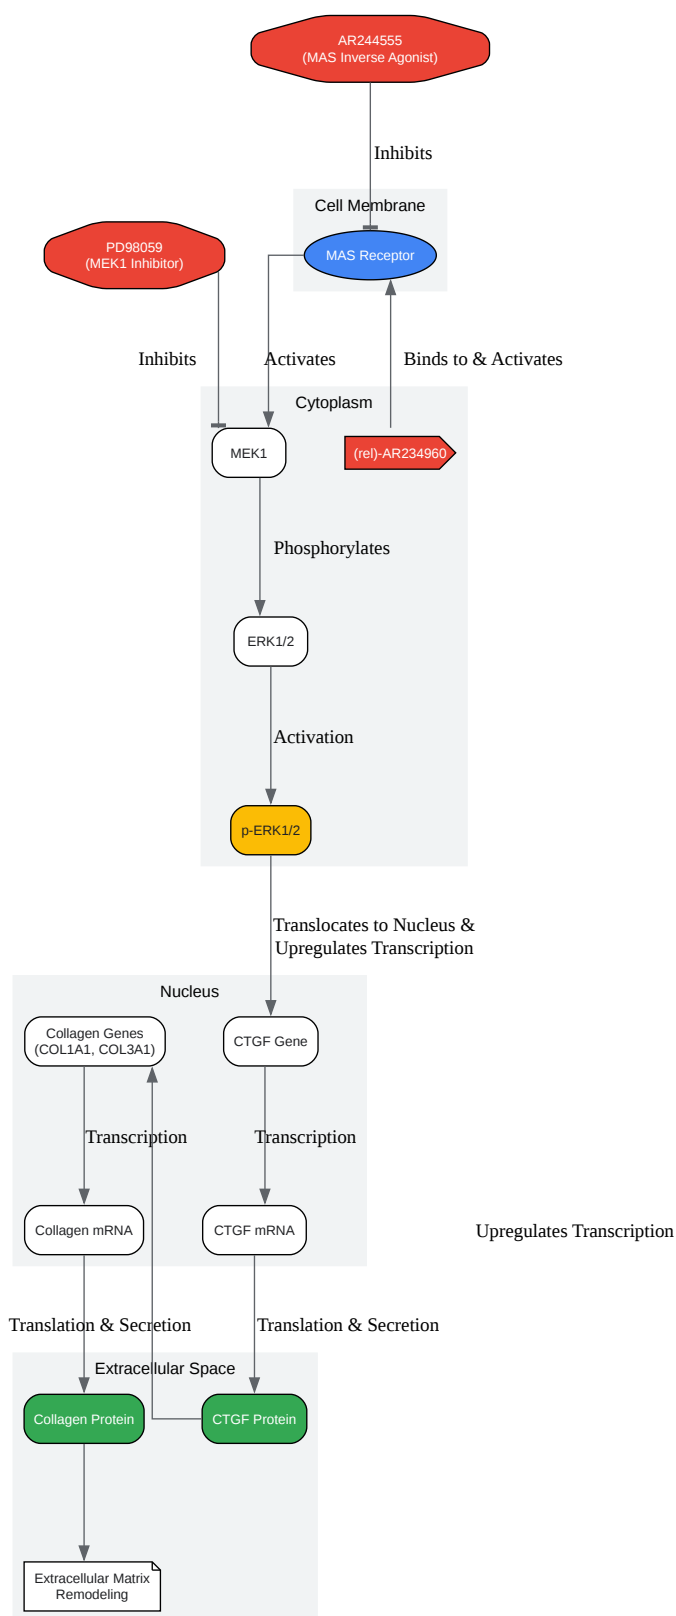 AR244555
(MAS Inverse Agonist)
Inhibits
Cell Membrane
PD98059
(MEK1 Inhibitor)
MAS Receptor
Inhibits
Activates
Binds to & Activates
Cytoplasm
MEK1
(rel)-AR234960
Phosphorylates
ERK1/2
Activation
p-ERK1/2
Translocates to Nucleus &
Upregulates Transcription
Nucleus
Collagen Genes
(COL1A1, COL3A1)
CTGF Gene
Transcription
Transcription
Collagen mRNA
CTGF mRNA
Upregulates Transcription
Translation & Secretion
Translation & Secretion
Extracellular Space
Collagen Protein
CTGF Protein
Extracellular Matrix
Remodeling